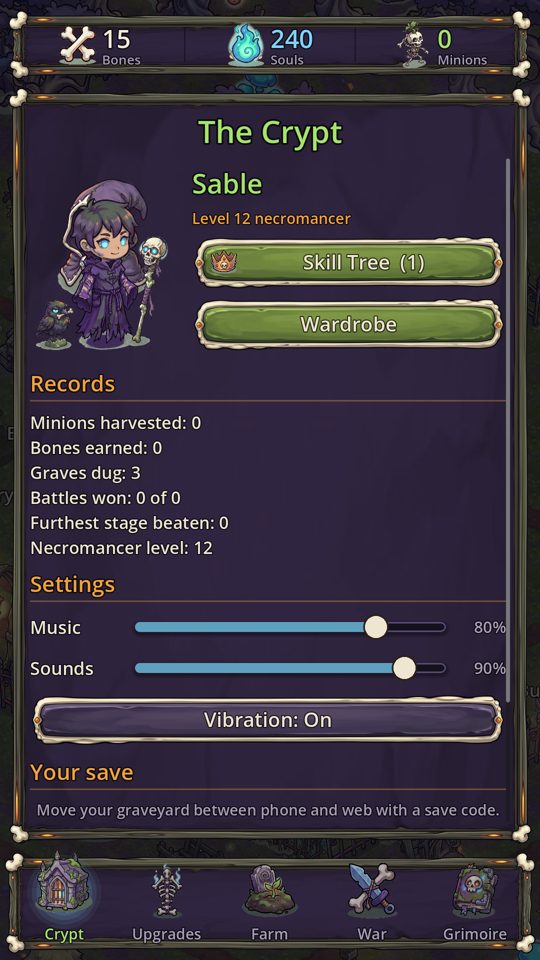 15
Bones
240
Souls
0
Minions
The Crypt
Sable
Level 12 necromancer
Skill Tree (1)
Wardrobe
Records
Minions harvested: 0
Bones earned: 0
Graves dug: 3
Battles won: 0 of 0
Furthest stage beaten: 0
Necromancer level: 12
Settings
Music 80%
Sounds 90%
Vibration: On
Your save
Move your graveyard between phone and web with a save code.
Crypt
Upgrades
Farm
War
Grimoire